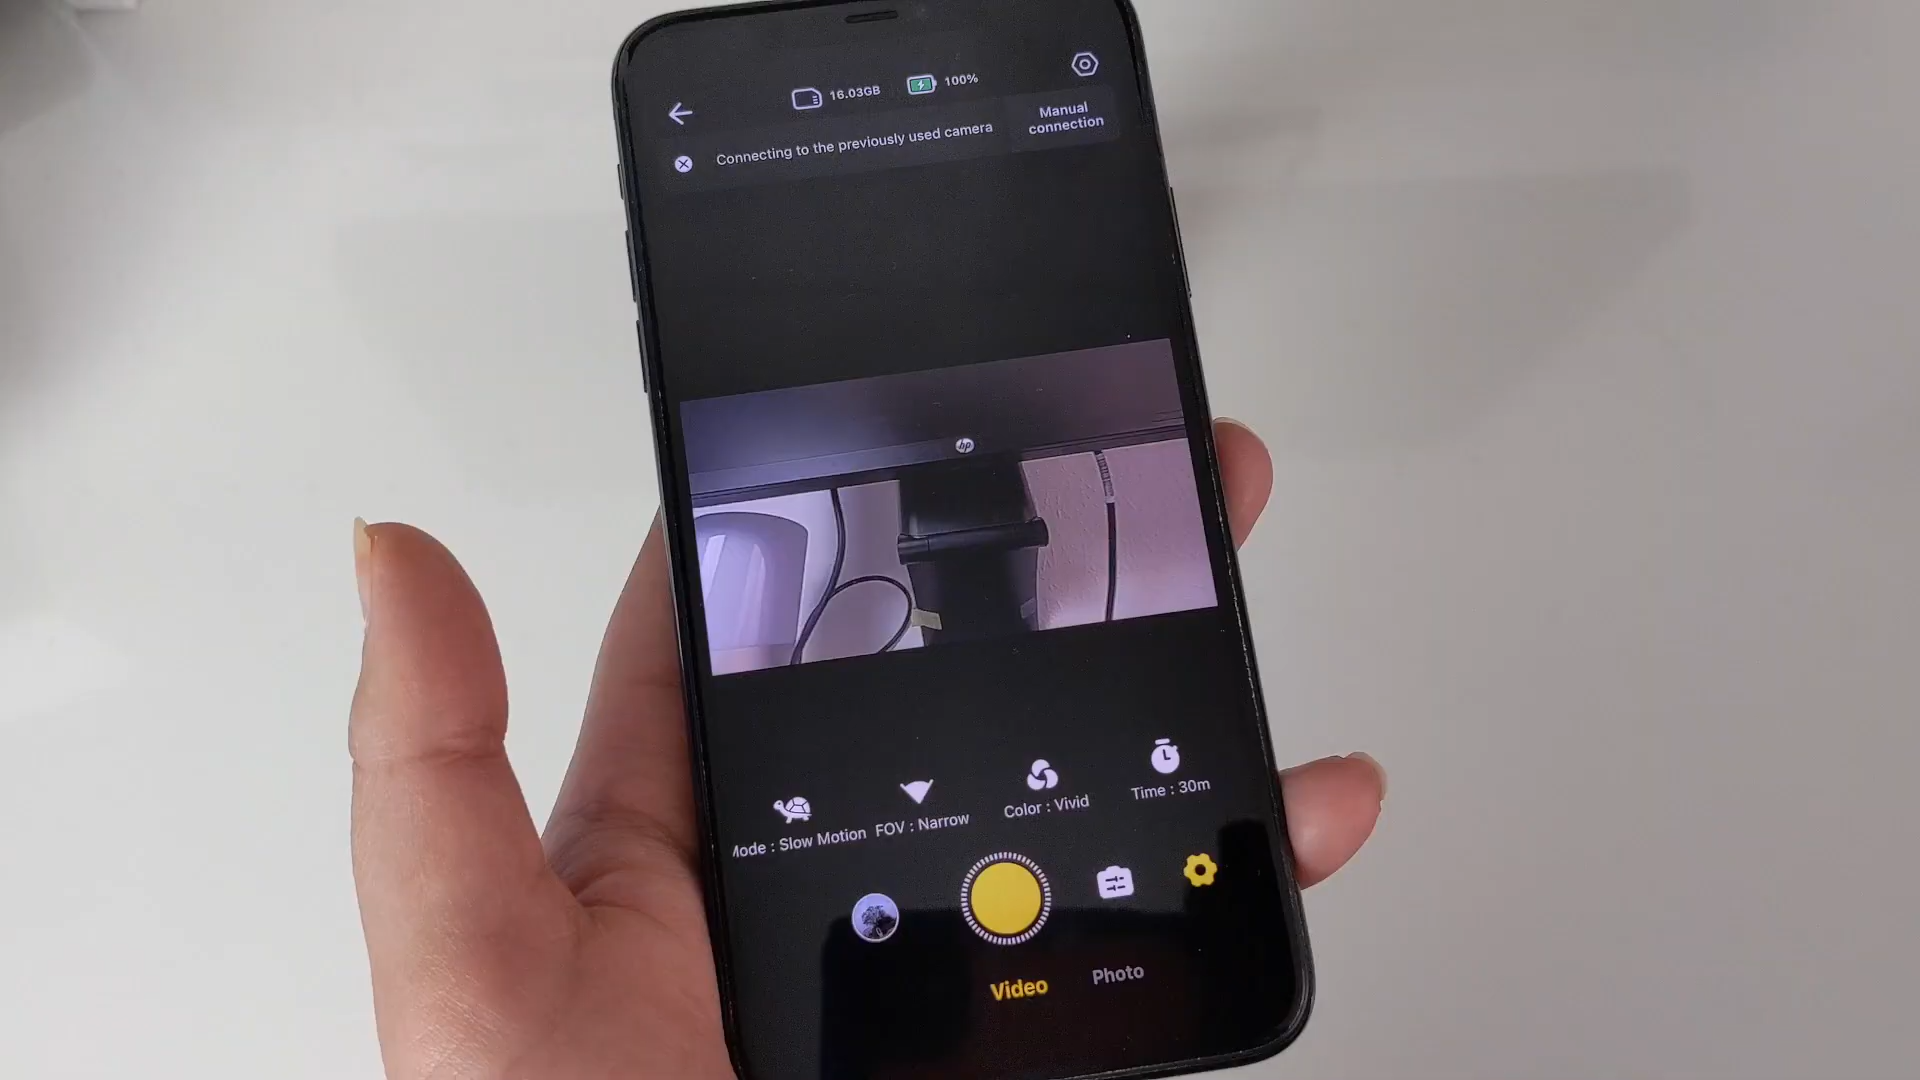 16.03GB
100%
Connecting to the previously used camera
Manual
connection
hp
Mode : Slow Motion
FOV : Narrow
Color : Vivid
Time : 30m
Video
Photo